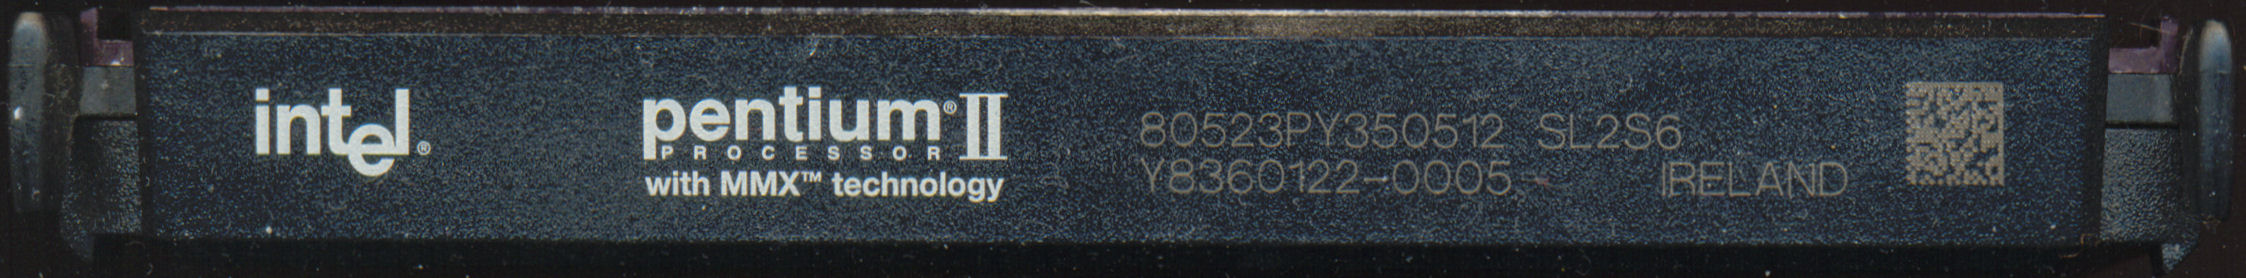 intel®
pentium® II
PROCESSOR
with MMX™ technology
80523PY350512 SL2S6
Y8360122-0005 IRELAND